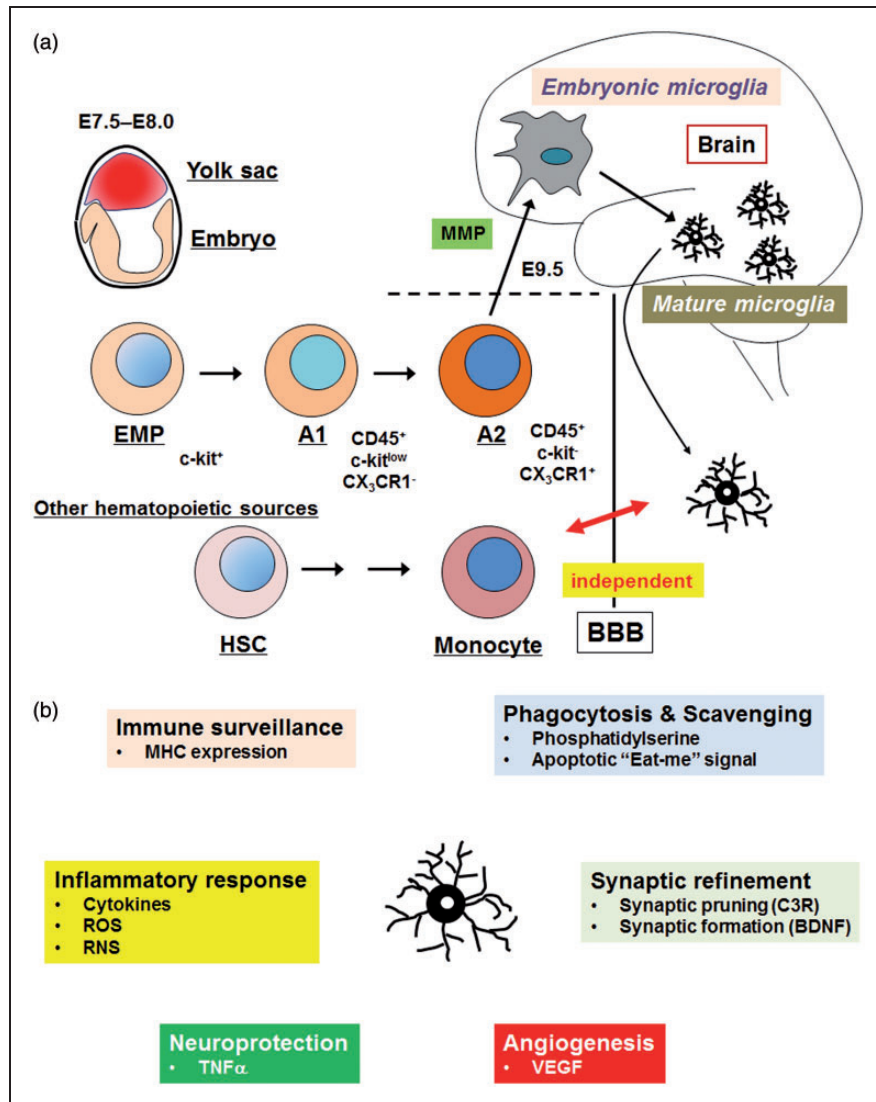 (a)
E7.5–E8.0
Yolk sac
Embryo
Embryonic microglia
Brain
MMP
E9.5
Mature microglia
EMP
c-kit⁺
A1
CD45⁺
c-kitˡᵒʷ
CX₃CR1⁻
A2
CD45⁺
c-kit⁻
CX₃CR1⁺
Other hematopoietic sources
HSC
Monocyte
independent
BBB
(b)
Immune surveillance
• MHC expression
Phagocytosis & Scavenging
• Phosphatidylserine
• Apoptotic “Eat-me” signal
Inflammatory response
• Cytokines
• ROS
• RNS
Synaptic refinement
• Synaptic pruning (C3R)
• Synaptic formation (BDNF)
Neuroprotection
• TNFα
Angiogenesis
• VEGF